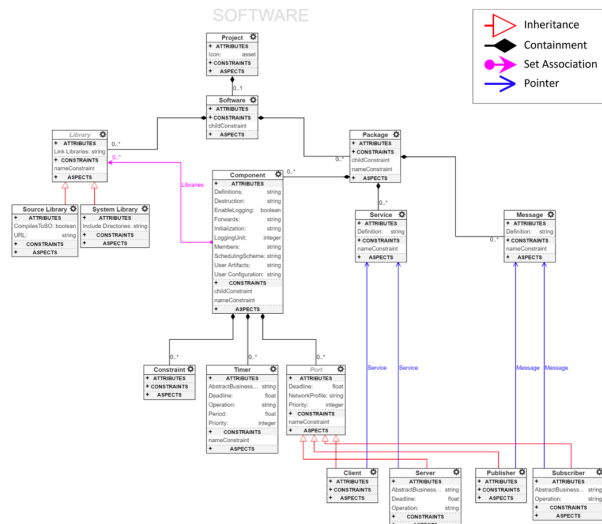 SOFTWARE
Inheritance
Containment
Set Association
Pointer
Project
+ ATTRIBUTES
Icon: asset
+ CONSTRAINTS
+ ASPECTS
0..1
Software
+ ATTRIBUTES
+ CONSTRAINTS
childConstraint
+ ASPECTS
Library
+ ATTRIBUTES
Link Libraries: string
+ CONSTRAINTS
nameConstraint
+ ASPECTS
0..*
0..*
Libraries
Source Library
+ ATTRIBUTES
CompilesToSO: boolean
URL: string
+ CONSTRAINTS
+ ASPECTS
System Library
+ ATTRIBUTES
Include Directories: string
+ CONSTRAINTS
+ ASPECTS
Package
+ ATTRIBUTES
+ CONSTRAINTS
childConstraint
nameConstraint
+ ASPECTS
0..*
0..*
0..*
0..*
Component
+ ATTRIBUTES
Definitions: string
Destruction: string
EnableLogging: boolean
Forwards: string
Initialization: string
LoggingUnit: integer
Members: string
SchedulingScheme: string
User Artifacts: string
User Configuration: string
+ CONSTRAINTS
childConstraint
nameConstraint
+ ASPECTS
Service
+ ATTRIBUTES
Definition: string
+ CONSTRAINTS
nameConstraint
+ ASPECTS
Message
+ ATTRIBUTES
Definition: string
+ CONSTRAINTS
nameConstraint
+ ASPECTS
0..*
0..*
0..*
Constraint
+ ATTRIBUTES
+ CONSTRAINTS
+ ASPECTS
Timer
+ ATTRIBUTES
AbstractBusiness... string
Deadline: float
Operation: string
Period: float
Priority: integer
+ CONSTRAINTS
nameConstraint
+ ASPECTS
Port
+ ATTRIBUTES
Deadline: float
NetworkProfile: string
Priority: integer
+ CONSTRAINTS
nameConstraint
+ ASPECTS
Service
Service
Message
Message
Client
+ ATTRIBUTES
+ CONSTRAINTS
+ ASPECTS
Server
+ ATTRIBUTES
AbstractBusiness... string
Deadline: float
Operation: string
+ CONSTRAINTS
+ ASPECTS
Publisher
+ ATTRIBUTES
+ CONSTRAINTS
+ ASPECTS
Subscriber
+ ATTRIBUTES
AbstractBusiness... string
Operation: string
+ CONSTRAINTS
+ ASPECTS